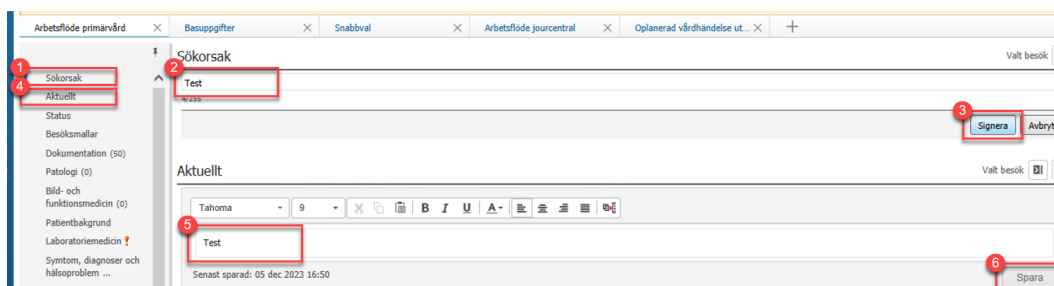 Arbetsflöde primärvård
Basuppgifter
Snabbval
Arbetsflöde jourcentral
Oplanerad vårdhändelse ut...
1
Sökorsak
4
Aktuellt
Status
Besöksmallar
Dokumentation (50)
Patologi (0)
Bild- och
funktionsmedicin (0)
Patientbakgrund
Laboratoriemedicin
Symtom, diagnoser och
hälsoproblem ...
Sökorsak
Valt besök
2
Test
4/255
3
Signera
Avbryt
Aktuellt
Valt besök
Tahoma
9
B I U A
5
Test
Senast sparad: 05 dec 2023 16:50
6
Spara